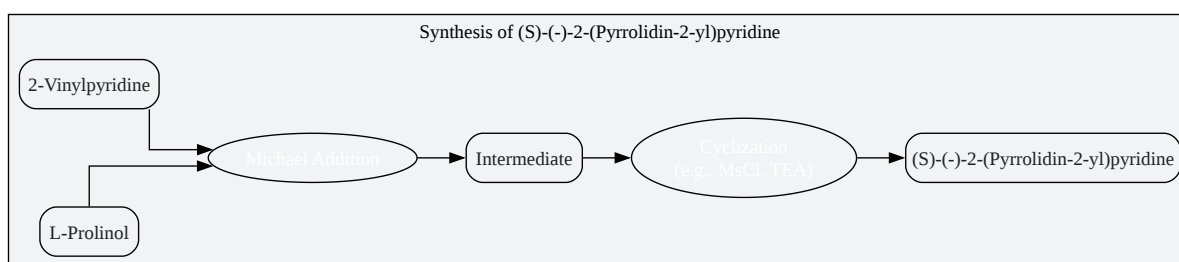 Synthesis of (S)-(-)-2-(Pyrrolidin-2-yl)pyridine
2-Vinylpyridine
Michael Addition
Intermediate
Cyclization
(e.g., MsCl, TEA)
(S)-(-)-2-(Pyrrolidin-2-yl)pyridine
L-Prolinol